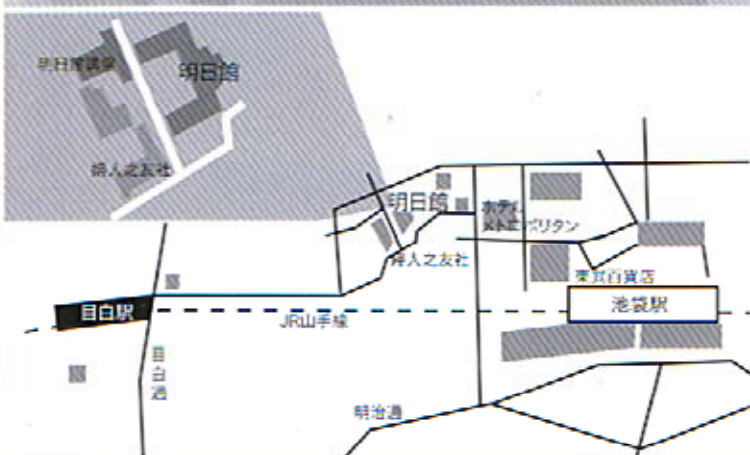 明日館講堂
明日館
婦人之友社
明日館
ホテル
メトロポリタン
婦人之友社
東武百貨店
池袋駅
目白駅
JR山手線
目白通
明治通